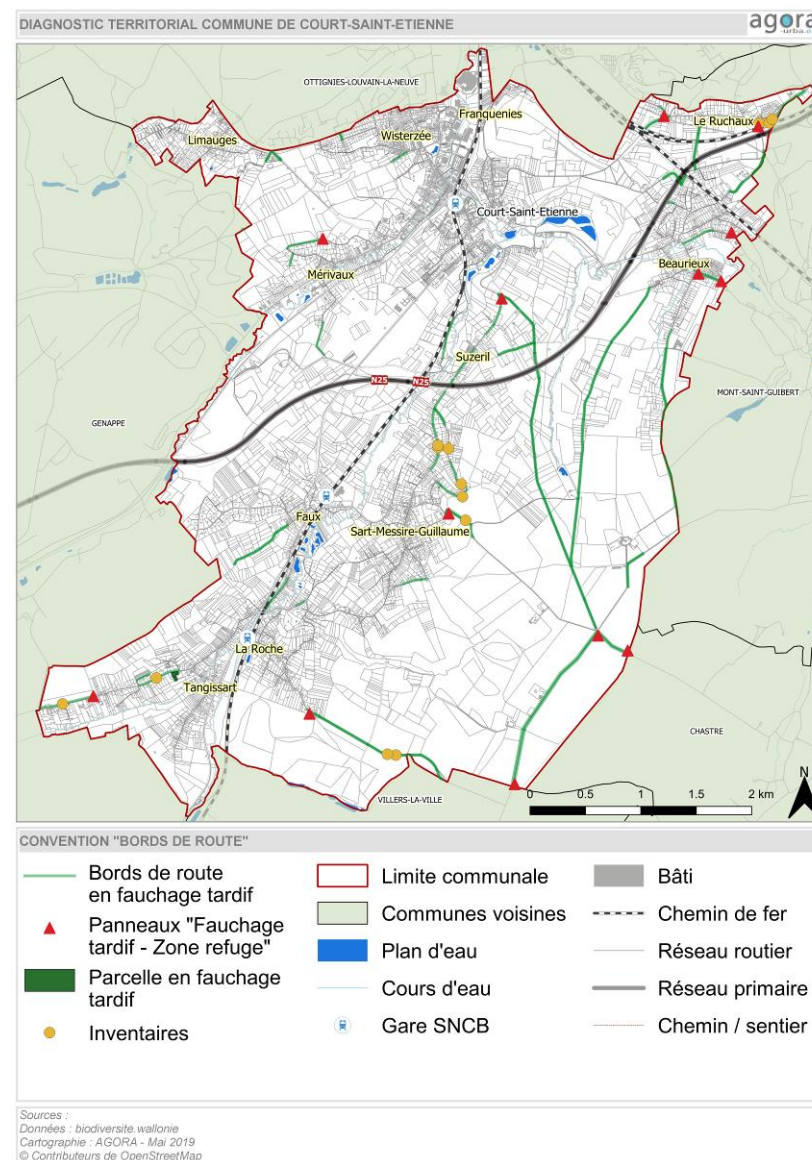 DIAGNOSTIC TERRITORIAL COMMUNE DE COURT-SAINT-ETIENNE
agora
OTTIGNIES-LOUVAIN-LA-NEUVE
Franquenies
Le Ruchaux
Wisterzée
Limauges
Court-Saint-Etienne
Beaurieux
Mérivaux
Suzeril
N25
N25
MONT-SAINT-GUIBERT
GENAPPE
Faux
Sart-Messire-Guillaume
La Roche
Tangissart
CHASTRE
N
VILLERS-LA-VILLE
0 0.5 1 1.5 2 km
CONVENTION "BORDS DE ROUTE"
Bords de route
en fauchage tardif
Panneaux "Fauchage
tardif - Zone refuge"
Parcelle en fauchage
tardif
Inventaires
Limite communale
Communes voisines
Plan d'eau
Cours d'eau
Gare SNCB
Bâti
Chemin de fer
Réseau routier
Réseau primaire
Chemin / sentier
Sources :
Données : biodiversite.wallonie
Cartographie : AGORA - Mai 2019
© Contributeurs de OpenStreetMap